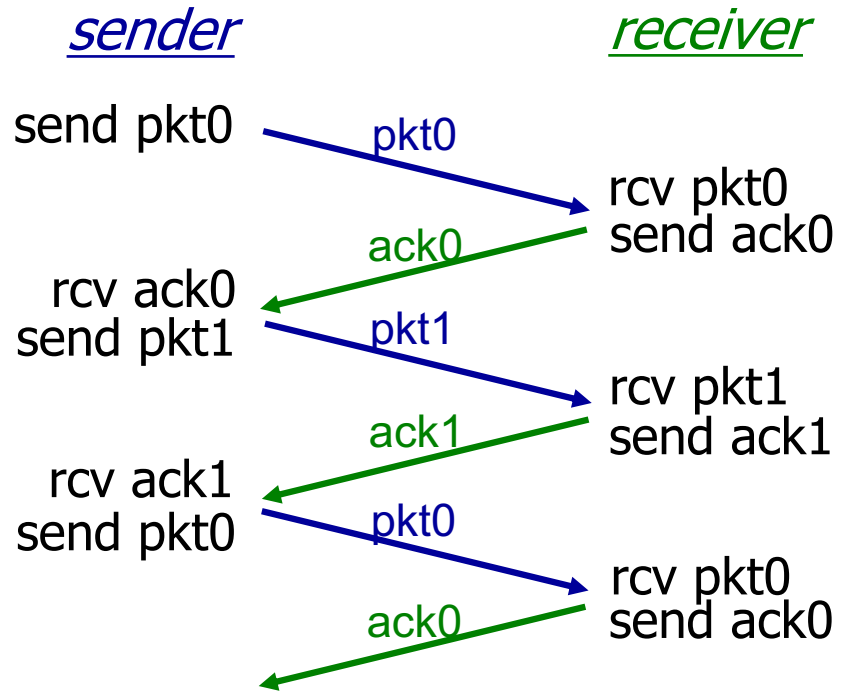 sender
receiver
send pkt0
pkt0
rcv pkt0
send ack0
ack0
rcv ack0
send pkt1
pkt1
rcv pkt1
send ack1
ack1
rcv ack1
send pkt0
pkt0
rcv pkt0
send ack0
ack0